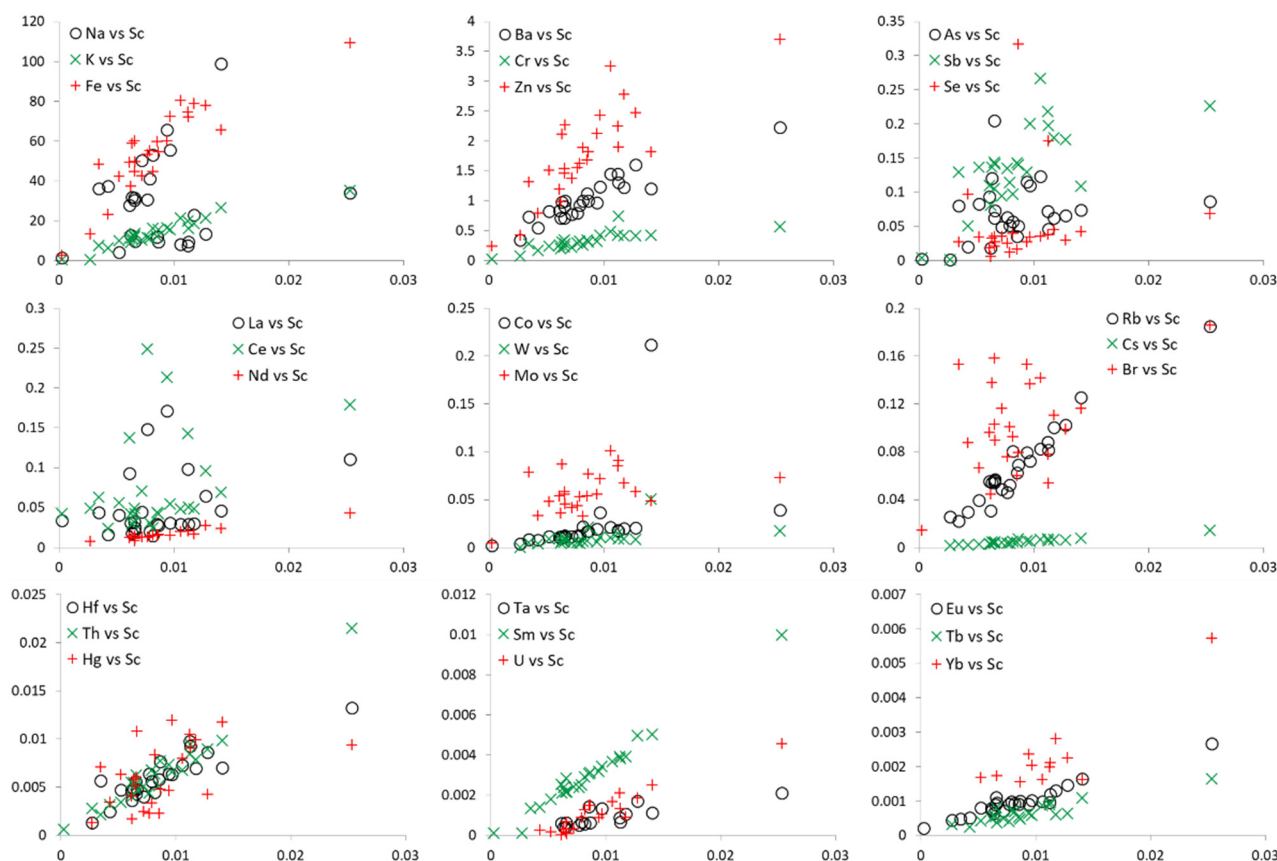 120
100
80
60
40
20
0
0 0.01 0.02 0.03
Na vs Sc
K vs Sc
Fe vs Sc
4
3.5
3
2.5
2
1.5
1
0.5
0
0 0.01 0.02 0.03
Ba vs Sc
Cr vs Sc
Zn vs Sc
0.35
0.3
0.25
0.2
0.15
0.1
0.05
0
0 0.01 0.02 0.03
As vs Sc
Sb vs Sc
Se vs Sc
0.3
0.25
0.2
0.15
0.1
0.05
0
0 0.01 0.02 0.03
La vs Sc
Ce vs Sc
Nd vs Sc
0.25
0.2
0.15
0.1
0.05
0
0 0.01 0.02 0.03
Co vs Sc
W vs Sc
Mo vs Sc
0.2
0.16
0.12
0.08
0.04
0
0 0.01 0.02 0.03
Rb vs Sc
Cs vs Sc
Br vs Sc
0.025
0.02
0.015
0.01
0.005
0
0 0.01 0.02 0.03
Hf vs Sc
Th vs Sc
Hg vs Sc
0.012
0.01
0.008
0.006
0.004
0.002
0
0 0.01 0.02 0.03
Ta vs Sc
Sm vs Sc
U vs Sc
0.007
0.006
0.005
0.004
0.003
0.002
0.001
0
0 0.01 0.02 0.03
Eu vs Sc
Tb vs Sc
Yb vs Sc